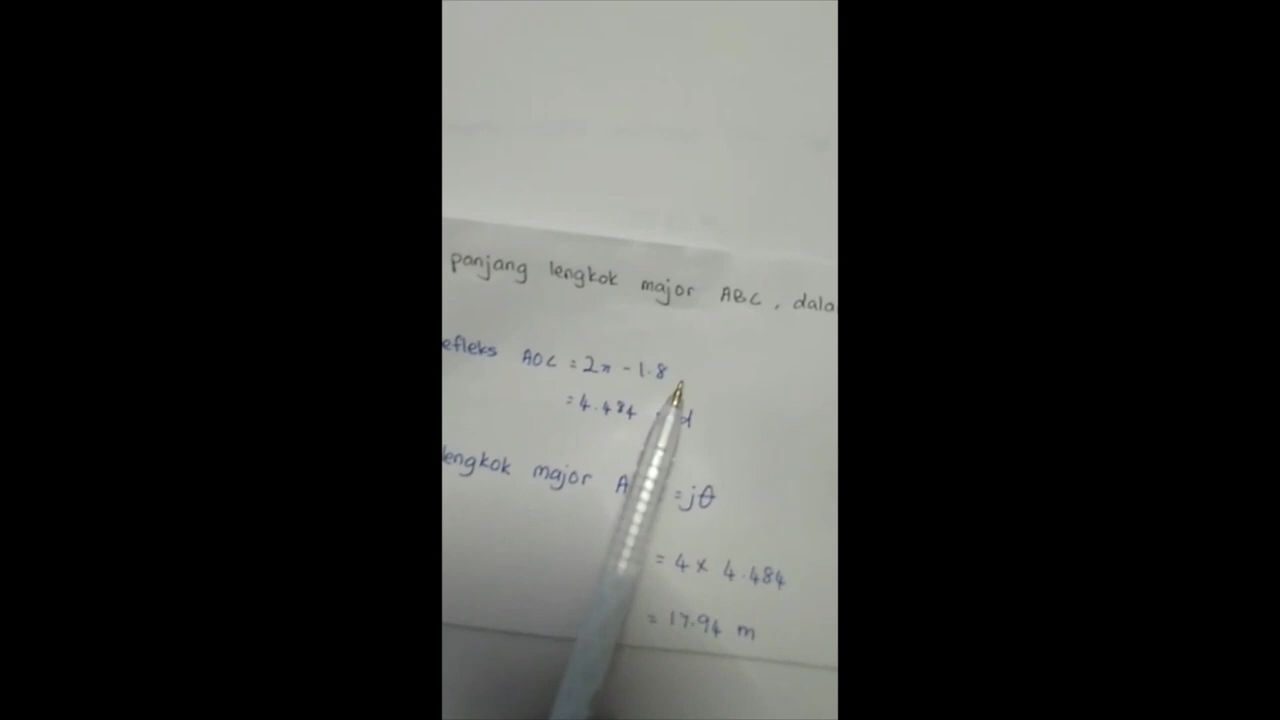 panjang lengkok major ABC, dala
efleks AOC = 2π - 1.8
= 4.484
lengkok major A = jθ
= 4 × 4.484
= 17.94 m